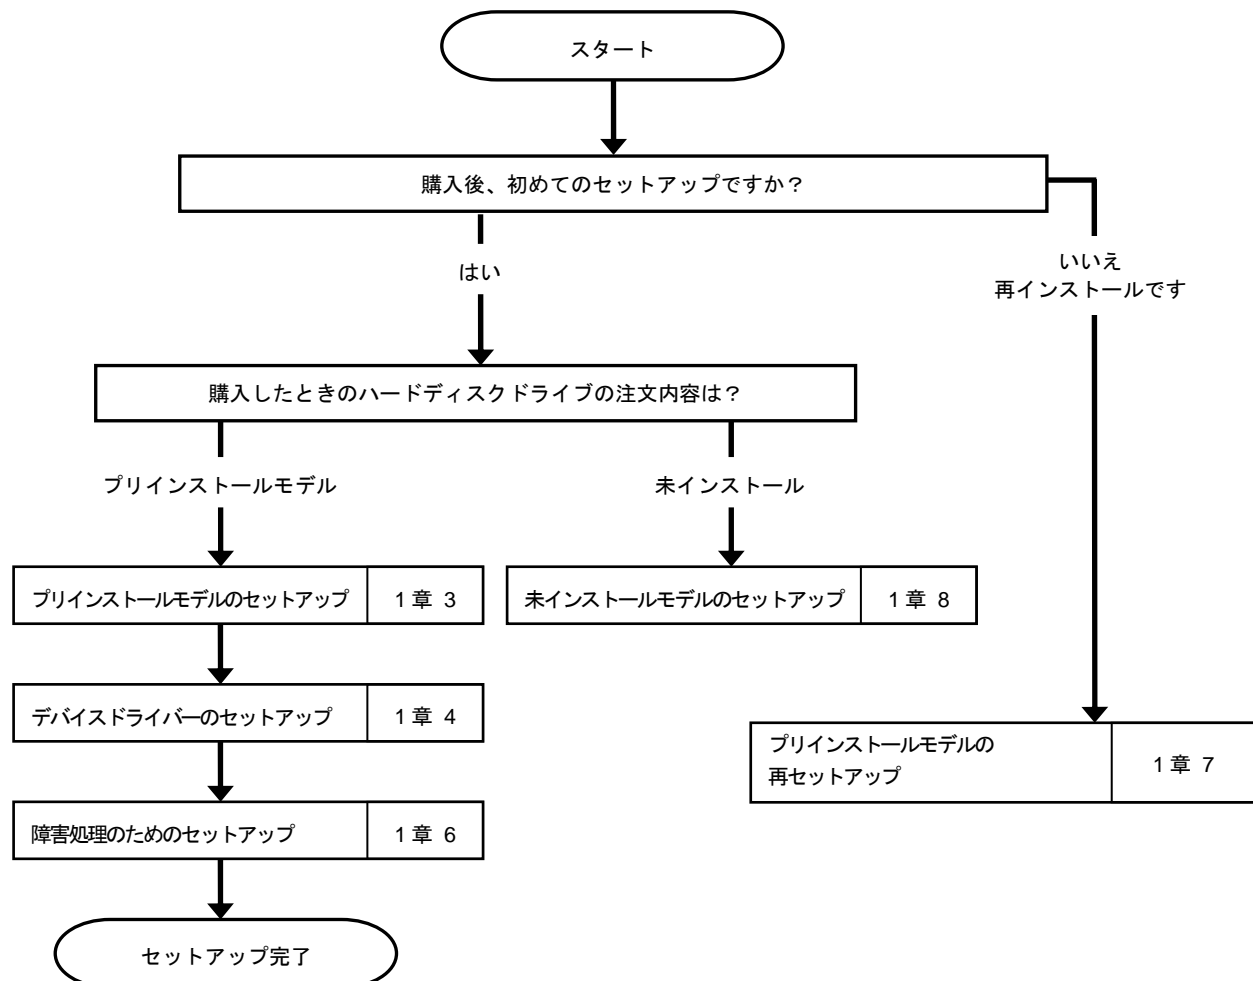 スタート
購入後、初めてのセットアップですか？
はい
いいえ
再インストールです
購入したときのハードディスクドライブの注文内容は？
プリインストールモデル
未インストール
プリインストールモデルのセットアップ 1章 3
未インストールモデルのセットアップ 1章 8
デバイスドライバーのセットアップ 1章 4
プリインストールモデルの
再セットアップ 1章 7
障害処理のためのセットアップ 1章 6
セットアップ完了